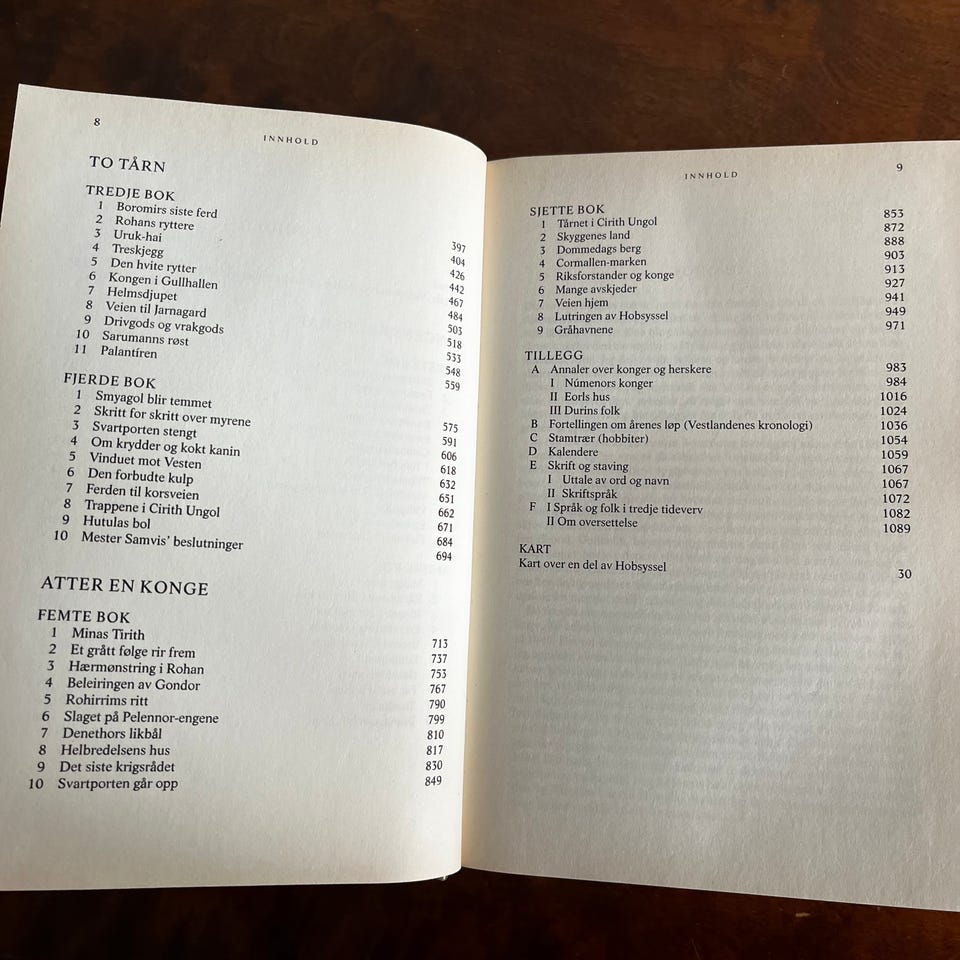 8
INNHOLD
TO TÅRN
TREDJE BOK
1 Boromirs siste ferd 397
2 Rohans ryttere 404
3 Uruk-hai 426
4 Treskjegg 442
5 Den hvite rytter 467
6 Kongen i Gullhallen 484
7 Helmsdjupet 503
8 Veien til Jarnagard 518
9 Drivgods og vrakgods 533
10 Sarumanns røst 548
11 Palantíren 559
FJERDE BOK
1 Smyagol blir temmet 575
2 Skritt for skritt over myrene 591
3 Svartporten stengt 606
4 Om krydder og kokt kanin 618
5 Vinduet mot Vesten 632
6 Den forbudte kulp 651
7 Ferden til korsveien 662
8 Trappene i Cirith Ungol 671
9 Hutulas bol 684
10 Mester Samvis’ beslutninger 694
ATTER EN KONGE
FEMTE BOK
1 Minas Tirith 713
2 Et grått følge rir frem 737
3 Hærmønstring i Rohan 753
4 Beleiringen av Gondor 767
5 Rohirrims ritt 790
6 Slaget på Pelennor-engene 799
7 Denethors likbål 810
8 Helbredelsens hus 817
9 Det siste krigsrådet 830
10 Svartporten går opp 849
INNHOLD
9
SJETTE BOK
1 Tårnet i Cirith Ungol 853
2 Skyggenes land 872
3 Dommedags berg 888
4 Cormallen-marken 903
5 Riksforstander og konge 913
6 Mange avskjeder 927
7 Veien hjem 941
8 Lutringen av Hobsyssel 949
9 Gråhavnene 971
TILLEGG
A Annaler over konger og herskere 983
I Númenors konger 984
II Eorls hus 1016
III Durins folk 1024
B Fortellingen om årenes løp (Vestlandenes kronologi) 1036
C Stamtrær (hobbiter) 1054
D Kalendere 1059
E Skrift og staving 1067
I Uttale av ord og navn 1067
II Skriftspråk 1072
F I Språk og folk i tredje tideverv 1082
II Om oversettelse 1089
KART
Kart over en del av Hobsyssel 30